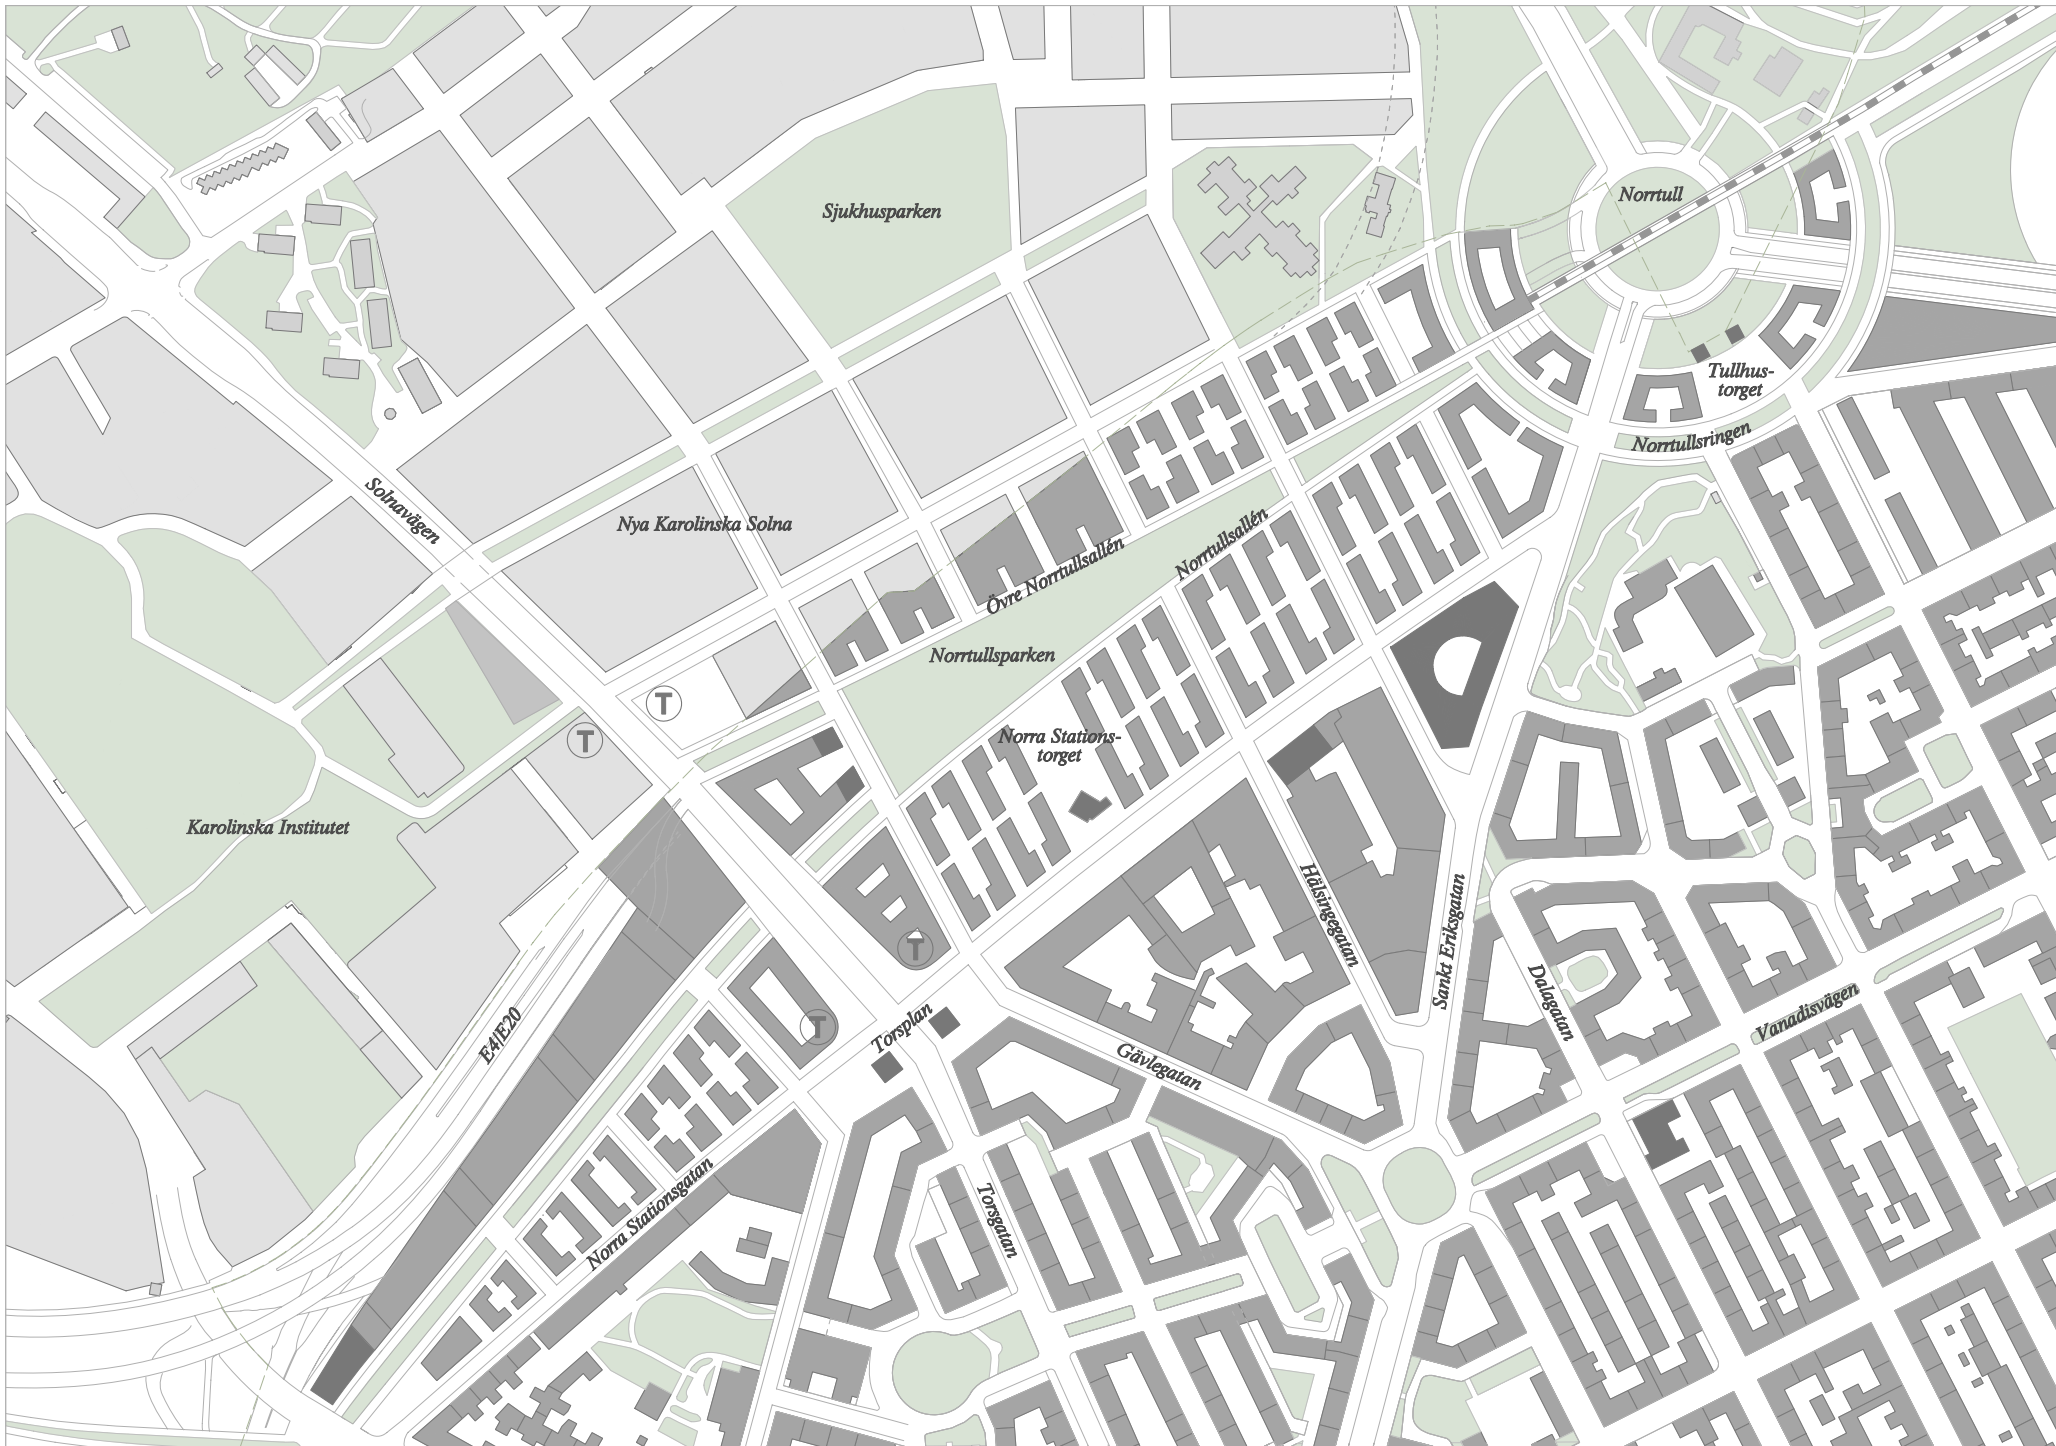 Norrtull
Sjukhusparken
Tullhus-
torget
Norrtullsringen
Solnavägen
Nya Karolinska Solna
Övre Norrtullsallén
Norrtullsallén
Norrtullsparken
T
T
Norra Stations-
torget
Karolinska Institutet
Hälsingegatan
Sankt Eriksgatan
T
Dalagatan
Vanadisvägen
T
Torsplan
E4|E20
Gävlegatan
Norra Stationsgatan
Torsgatan